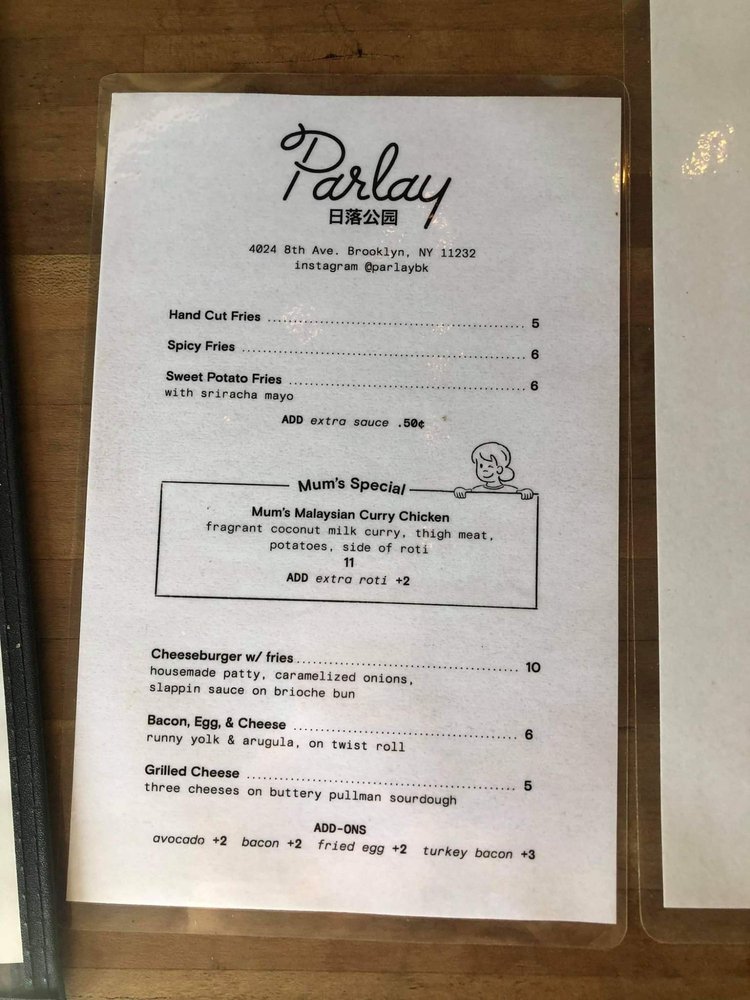 Parlay
日落公园
4024 8th Ave. Brooklyn, NY 11232
instagram @parlaybk
Hand Cut Fries ........................................ 5
Spicy Fries ........................................ 6
Sweet Potato Fries ........................................ 6
with sriracha mayo
ADD extra sauce .50¢
Mum's Special
Mum's Malaysian Curry Chicken
fragrant coconut milk curry, thigh meat,
potatoes, side of roti
11
ADD extra roti +2
Cheeseburger w/ fries ........................................ 10
housemade patty, caramelized onions,
slappin sauce on brioche bun
Bacon, Egg, & Cheese ........................................ 6
runny yolk & arugula, on twist roll
Grilled Cheese ........................................ 5
three cheeses on buttery pullman sourdough
ADD-ONS
avocado +2 bacon +2 fried egg +2 turkey bacon +3